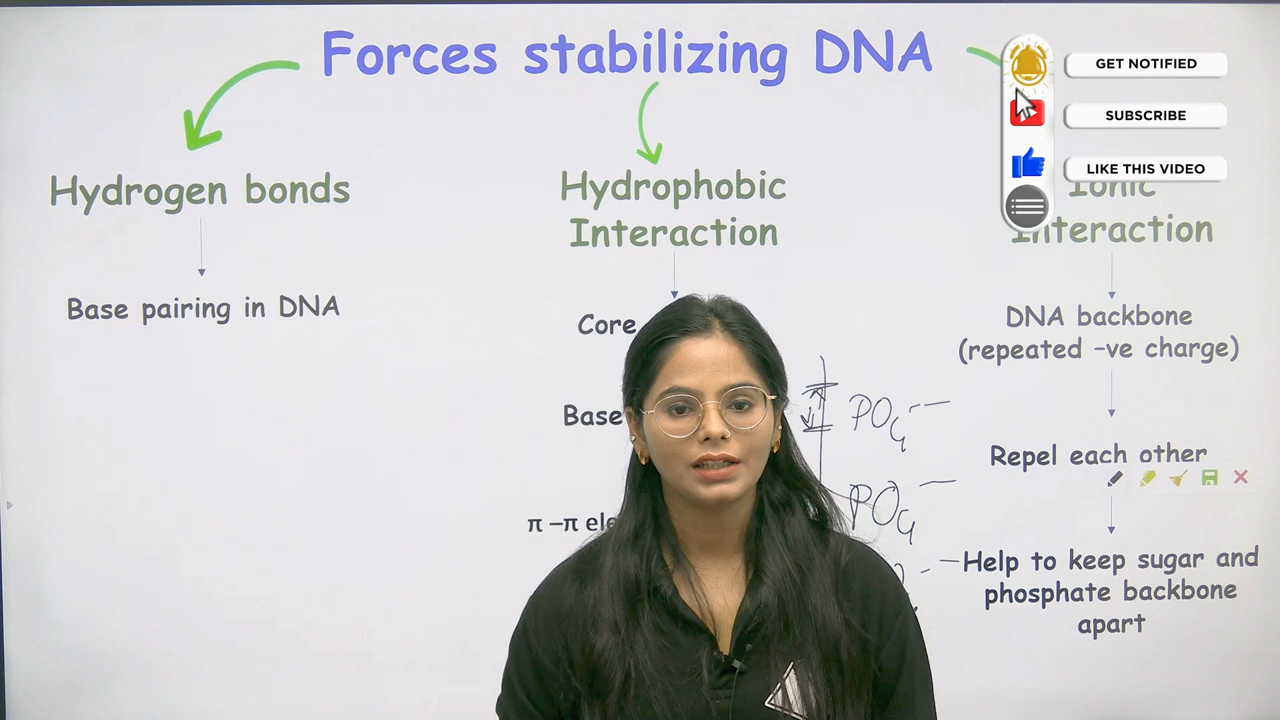 Forces stabilizing DNA
GET NOTIFIED
SUBSCRIBE
LIKE THIS VIDEO
Hydrogen bonds
Base pairing in DNA
Hydrophobic
Interaction
Core
Base
π –π ele
PO4 --
PO4 -
Ionic
Interaction
DNA backbone
(repeated -ve charge)
Repel each other
Help to keep sugar and
phosphate backbone
apart